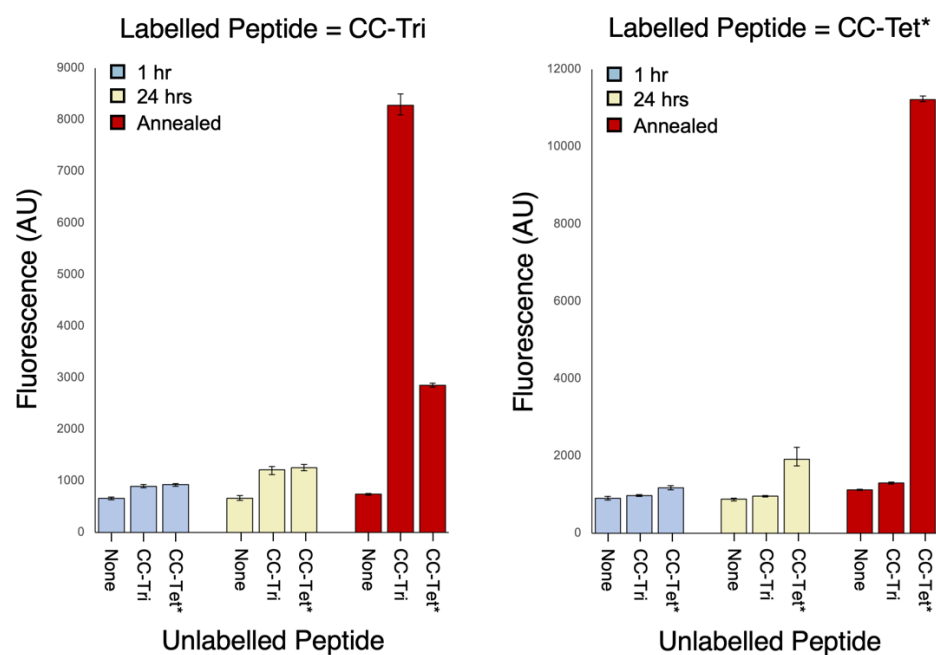 Labelled Peptide = CC-Tri
9000
8000
7000
6000
5000
4000
3000
2000
1000
0
Fluorescence (AU)
1 hr
24 hrs
Annealed
None
CC-Tri
CC-Tet*
None
CC-Tri
CC-Tet*
None
CC-Tri
CC-Tet*
Unlabelled Peptide
Labelled Peptide = CC-Tet*
12000
10000
8000
6000
4000
2000
0
Fluorescence (AU)
1 hr
24 hrs
Annealed
None
CC-Tri
CC-Tet*
None
CC-Tri
CC-Tet*
None
CC-Tri
CC-Tet*
Unlabelled Peptide